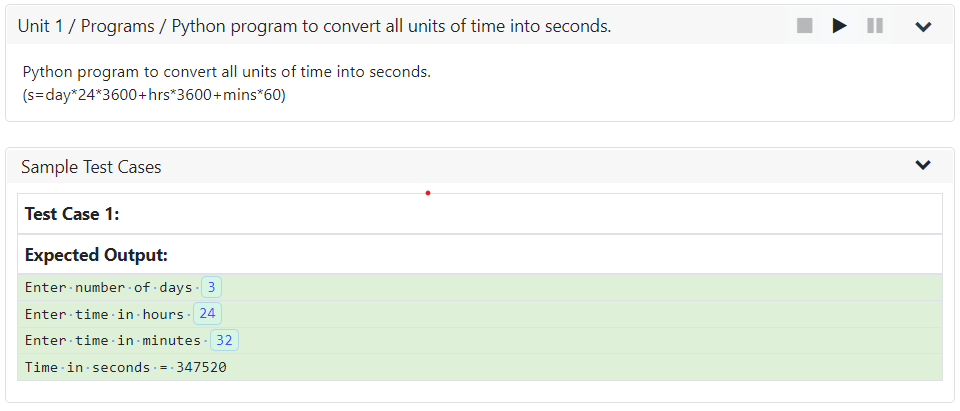 Unit 1 / Programs / Python program to convert all units of time into seconds.
Python program to convert all units of time into seconds.
(s=day*24*3600+hrs*3600+mins*60)
Sample Test Cases
Test Case 1:
Expected Output:
Enter·number·of·days· 3
Enter·time·in·hours· 24
Enter·time·in·minutes· 32
Time·in·seconds·=·347520